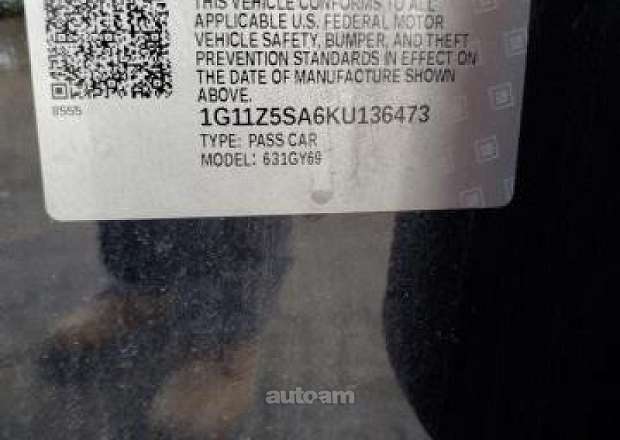 THIS VEHICLE CONFORMS TO ALL
APPLICABLE U.S. FEDERAL MOTOR
VEHICLE SAFETY, BUMPER, AND THEFT
PREVENTION STANDARDS IN EFFECT ON
THE DATE OF MANUFACTURE SHOWN
ABOVE.
8555
1G11Z5SA6KU136473
TYPE: PASS CAR
MODEL: 631GY69
autoam